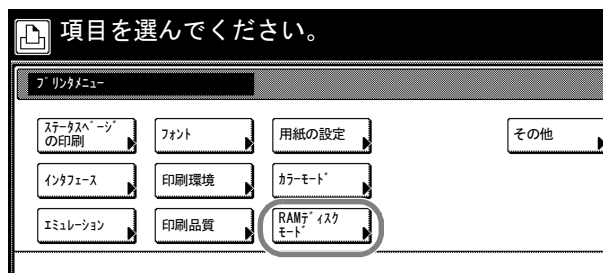 項目を選んでください。
プリンタメニュー
ステータスページ
の印刷
フォント
用紙の設定
その他
インタフェース
印刷環境
カラーモード
エミュレーション
印刷品質
RAMディスク
モード